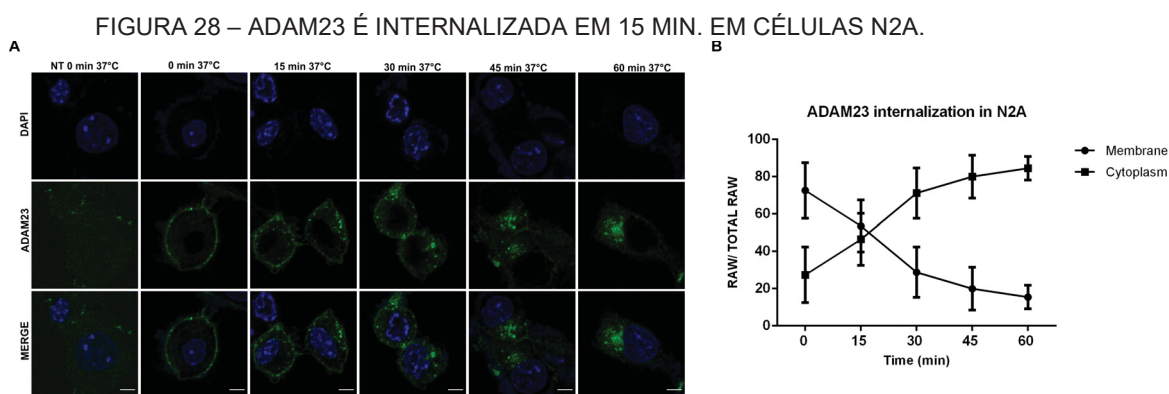 FIGURA 28 – ADAM23 É INTERNALIZADA EM 15 MIN. EM CÉLULAS N2A.
A
NT 0 min 37°C 0 min 37°C 15 min 37°C 30 min 37°C 45 min 37°C 60 min 37°C
DAPI
ADAM23
MERGE
B
ADAM23 internalization in N2A
RAW/ TOTAL RAW
100
80
60
40
20
0
0 15 30 45 60
Time (min)
Membrane
Cytoplasm